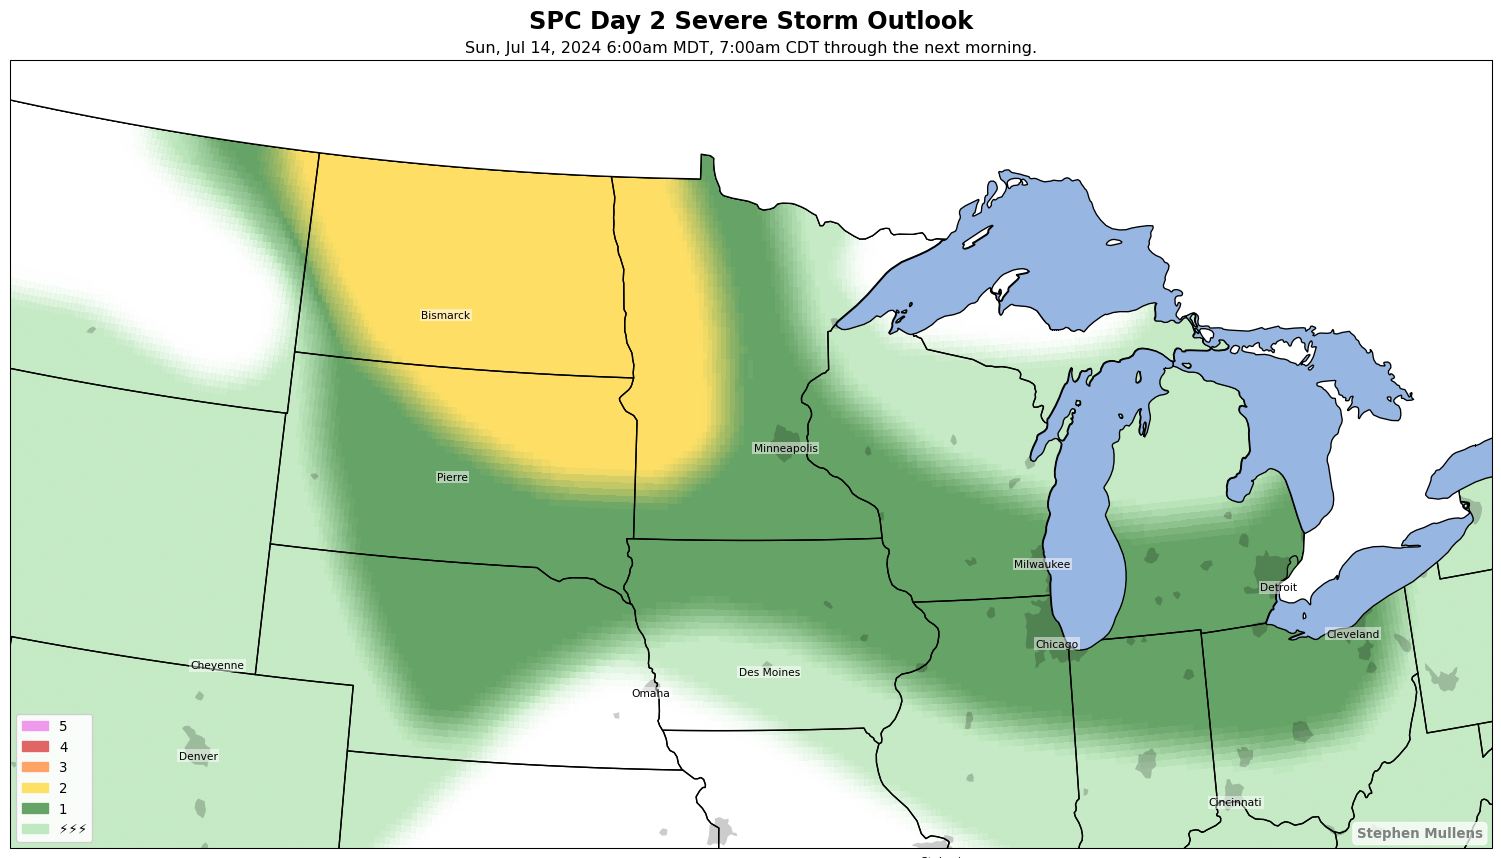 SPC Day 2 Severe Storm Outlook
Sun, Jul 14, 2024 6:00am MDT, 7:00am CDT through the next morning.
Bismarck
Minneapolis
Pierre
Milwaukee
Detroit
Cleveland
Chicago
Cheyenne
Des Moines
Omaha
Denver
Cincinnati
5
4
3
2
1
⚡⚡⚡
Stephen Mullens